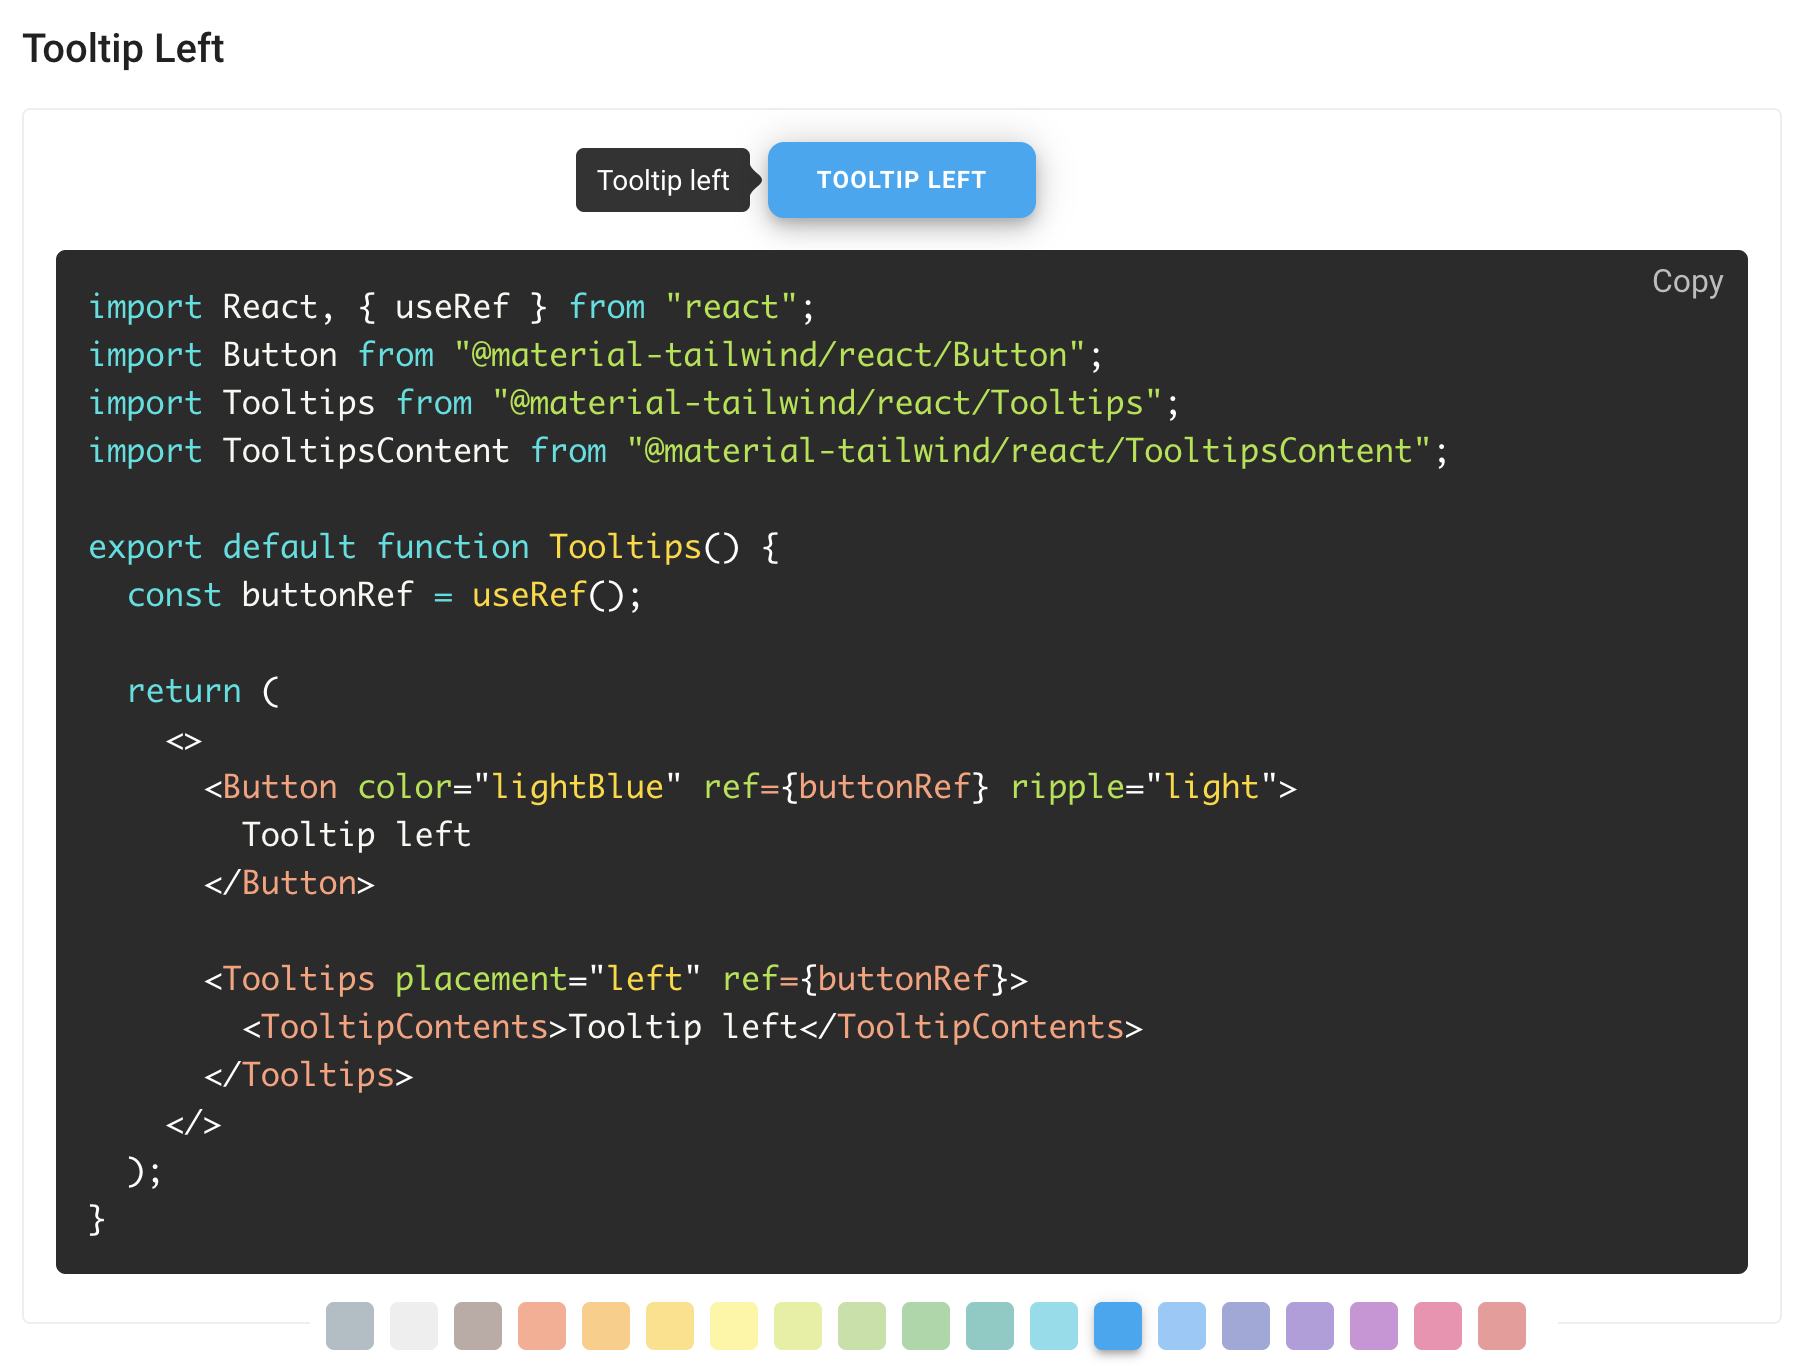 Tooltip Left
Tooltip left
TOOLTIP LEFT
Copy
import React, { useRef } from "react";
import Button from "@material-tailwind/react/Button";
import Tooltips from "@material-tailwind/react/Tooltips";
import TooltipsContent from "@material-tailwind/react/TooltipsContent";

export default function Tooltips() {
  const buttonRef = useRef();

  return (
    <>
      <Button color="lightBlue" ref={buttonRef} ripple="light">
        Tooltip left
      </Button>

      <Tooltips placement="left" ref={buttonRef}>
        <TooltipContents>Tooltip left</TooltipContents>
      </Tooltips>
    </>
  );
}